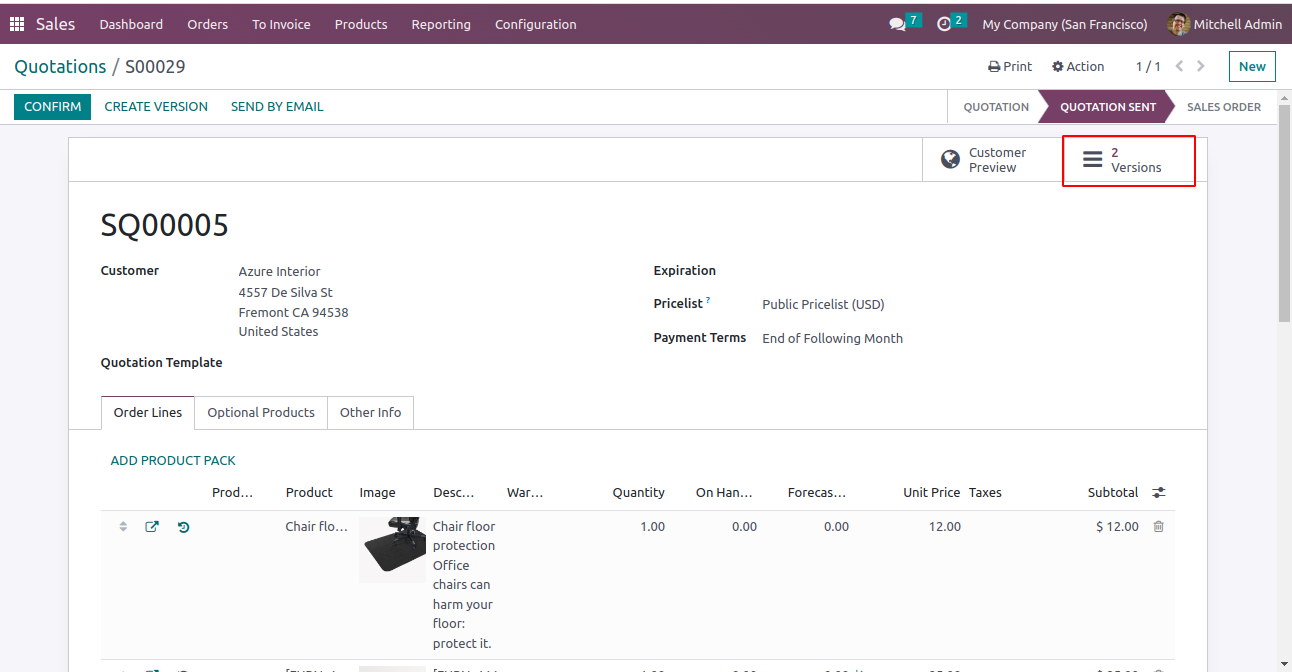 Sales Dashboard Orders To Invoice Products Reporting Configuration 7 2 My Company (San Francisco) Mitchell Admin
Quotations / S00029 Print Action 1 / 1 New
CONFIRM CREATE VERSION SEND BY EMAIL QUOTATION QUOTATION SENT SALES ORDER
Customer
Preview
2
Versions
SQ00005
Customer Azure Interior
4557 De Silva St
Fremont CA 94538
United States
Quotation Template
Expiration
Pricelist ? Public Pricelist (USD)
Payment Terms End of Following Month
Order Lines Optional Products Other Info
ADD PRODUCT PACK
Prod... Product Image Desc... War... Quantity On Han... Forecas... Unit Price Taxes Subtotal
Chair flo... Chair floor 1.00 0.00 0.00 12.00 $ 12.00
protection
Office
chairs can
harm your
floor:
protect it.